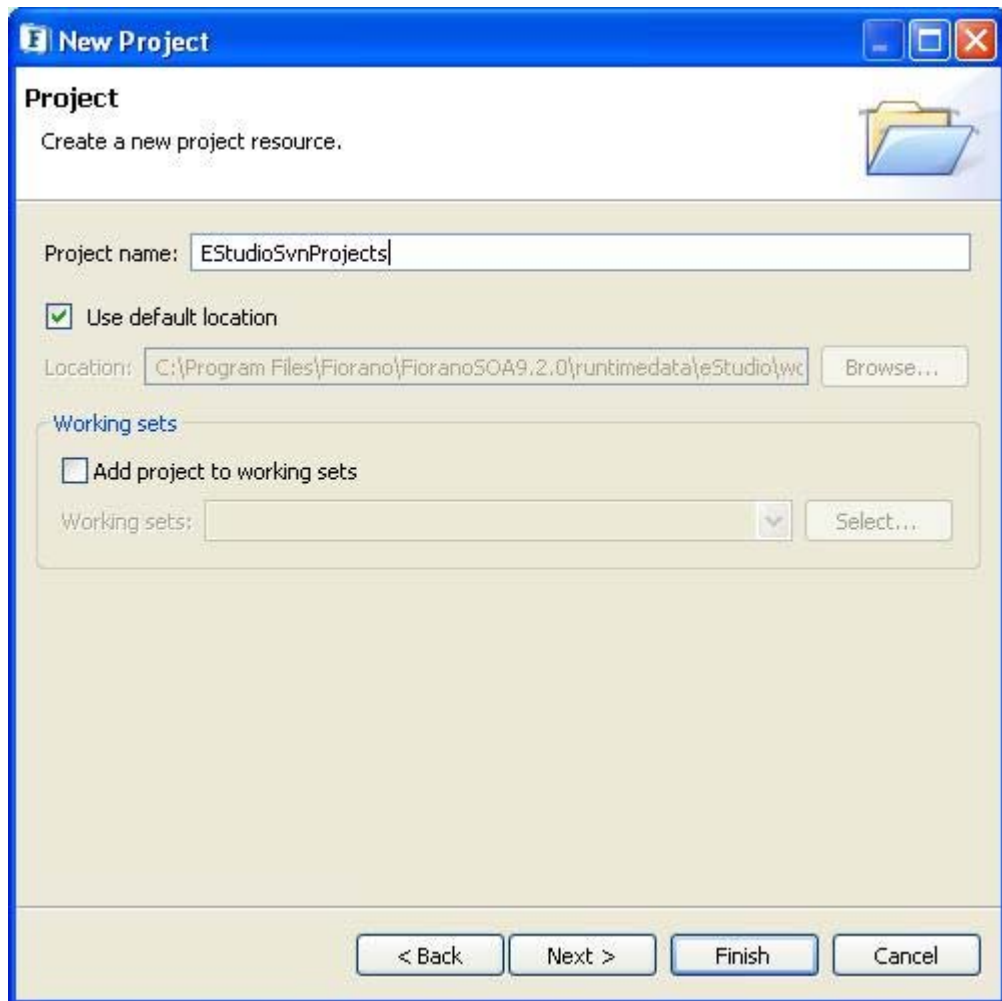 New Project
Project
Create a new project resource.
Project name: EStudioSvnProjects
Use default location
Location: C:\Program Files\Fiorano\FioranoSOA9.2.0\runtimedata\eStudio\wo Browse...
Working sets
Add project to working sets
Working sets: Select...
< Back Next > Finish Cancel